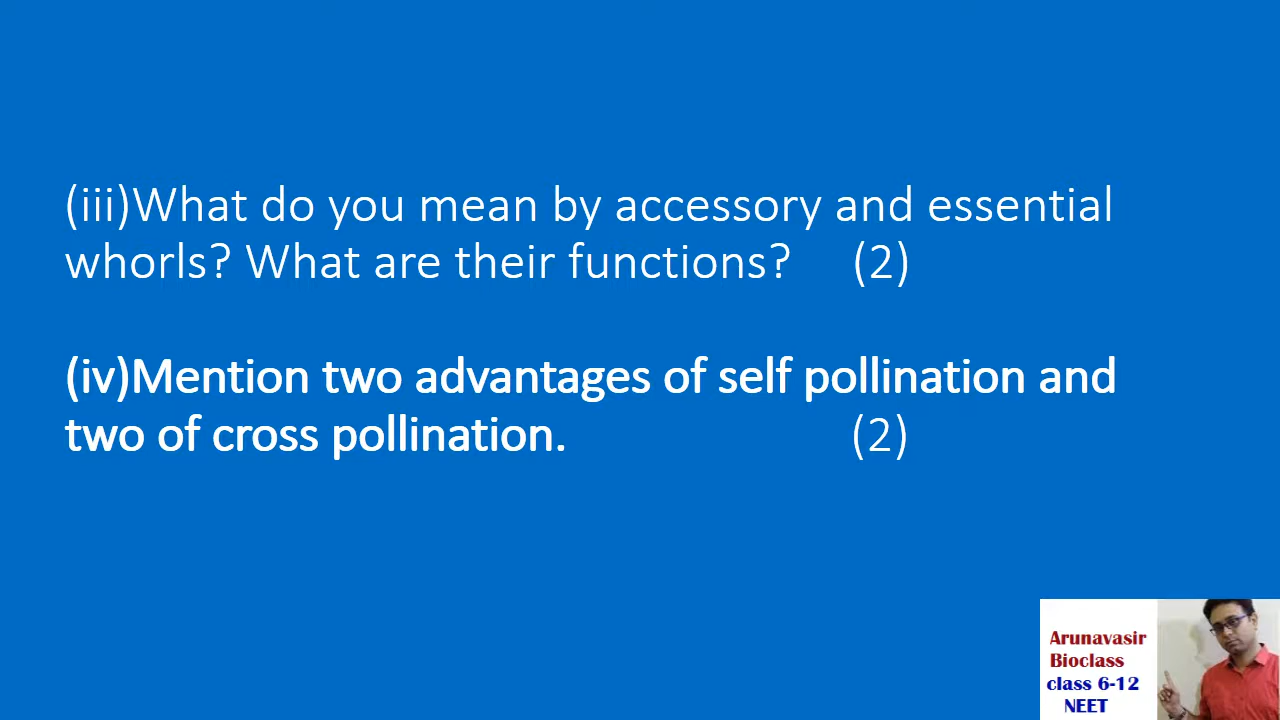 (iii)What do you mean by accessory and essential
whorls? What are their functions? (2)
(iv)Mention two advantages of self pollination and
two of cross pollination. (2)
Arunavasir
Bioclass
class 6-12
NEET